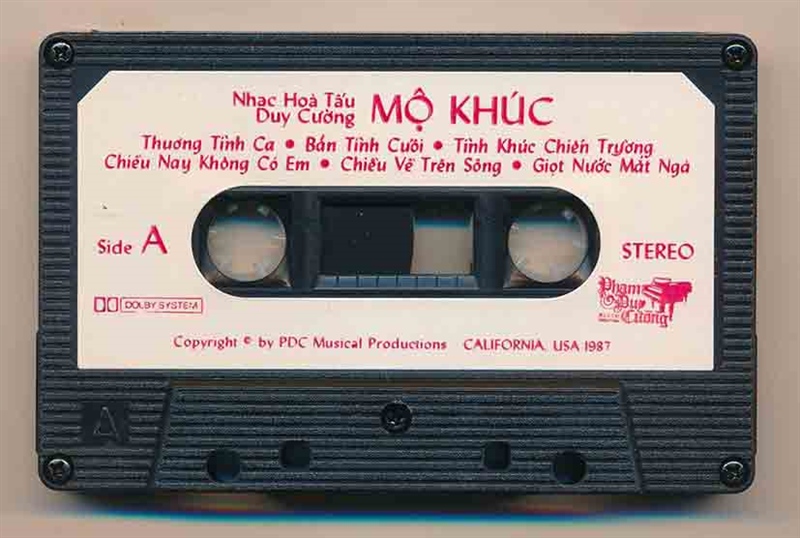 Nhạc Hoà Tấu
Duy Cường
MỘ KHÚC
Thương Tình Ca • Bản Tình Cuối • Tình Khúc Chiến Trường
Chiều Nay Không Có Em • Chiều Về Trên Sông • Giọt Nước Mắt Ngà
Side A
STEREO
DOLBY SYSTEM
Phạm
Duy
Cường
Copyright © by PDC Musical Productions CALIFORNIA, USA 1987
A